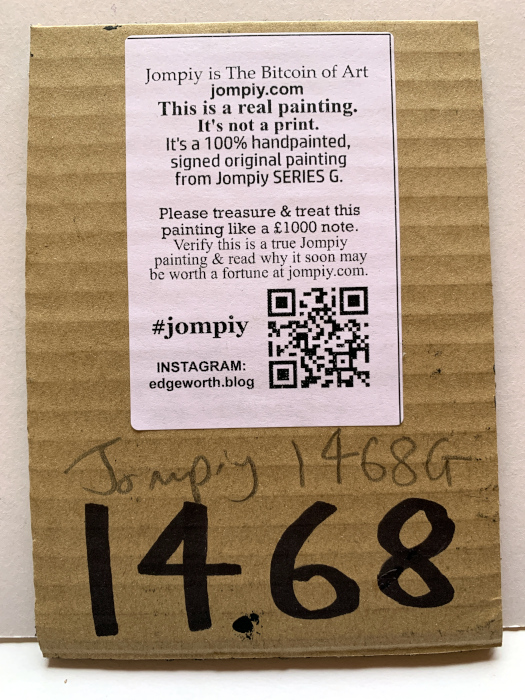 Jompiy is The Bitcoin of Art
jompiy.com
This is a real painting.
It's not a print.
It's a 100% handpainted,
signed original painting
from Jompiy SERIES G.
Please treasure & treat this
painting like a £1000 note.
Verify this is a true Jompiy
painting & read why it soon may
be worth a fortune at jompiy.com.
#jompiy
INSTAGRAM:
edgeworth.blog
Jompiy 1468G
1468